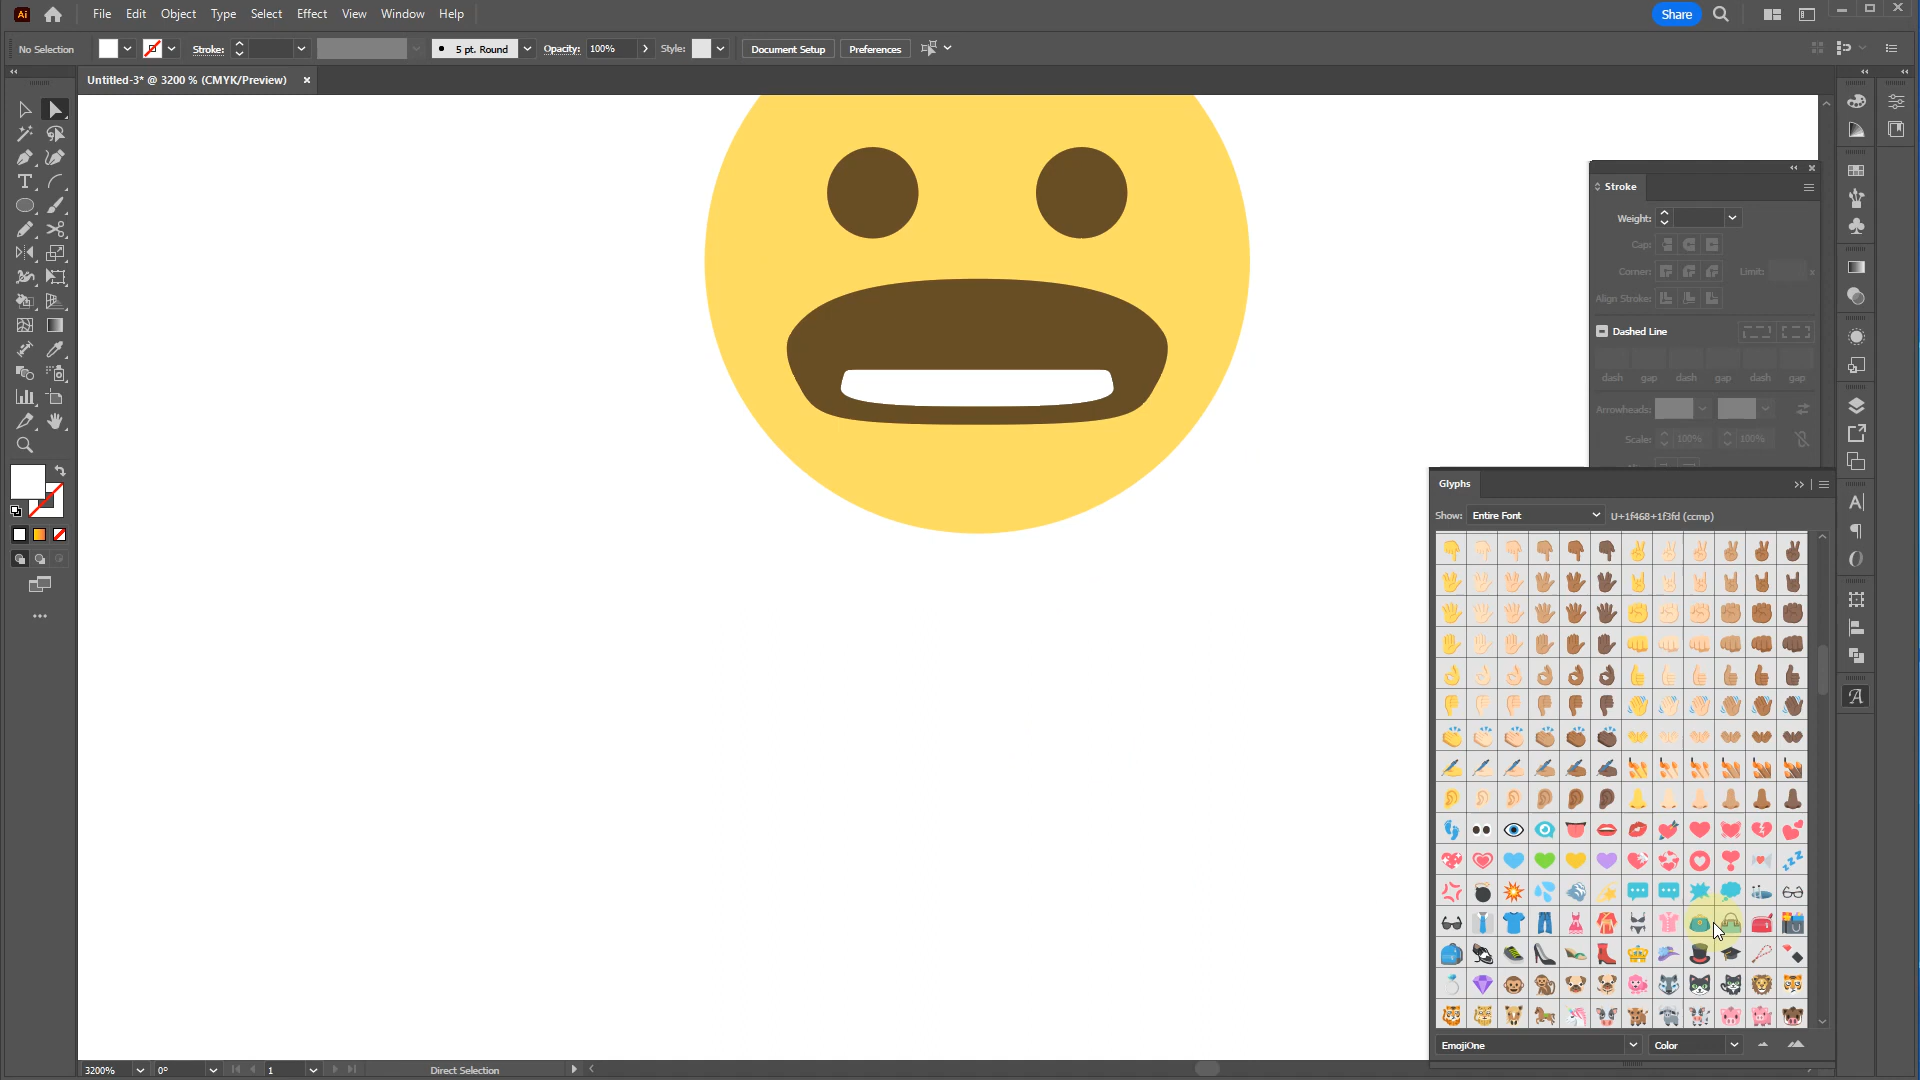 Ai File Edit Object Type Select Effect View Window Help Share
No Selection Stroke: 5 pt. Round Opacity: 100% Style: Document Setup Preferences
Untitled-3* @ 3200 % (CMYK/Preview)
Stroke
Weight:
Cap:
Corner: Limit: x
Align Stroke:
Dashed Line
dash gap dash gap dash gap
Arrowheads:
Scale: 100% 100%
Glyphs
Show: Entire Font U+1f468+1f3fd (ccmp)
EmojiOne Color
3200% 0° 1 Direct Selection